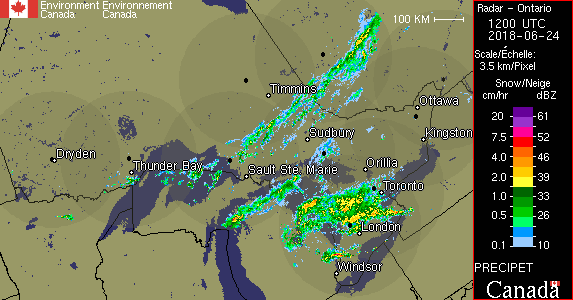 Environment Environnement
Canada Canada
100 KM
Timmins
Ottawa
Sudbury
Kingston
Dryden
Thunder Bay
Sault Ste. Marie
Orillia
Toronto
London
Windsor
Radar - Ontario
1200 UTC
2018-06-24
Scale/Échelle:
3.5 km/Pixel
Snow/Neige
cm/hr dBZ
20 61
7.5 52
4.0 46
2.0 39
1.0 33
0.5 26
0.1 10
PRECIPET
Canada